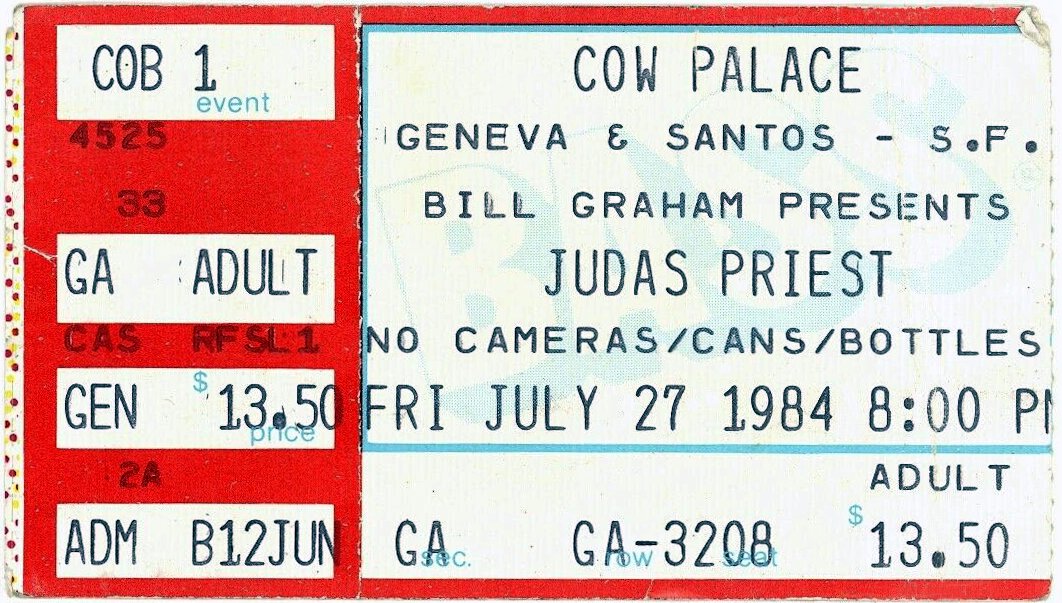 COB 1
event
4525
33
GA ADULT
CAS RFSL1
$
GEN 13.50
price
2A
ADM B12JUN
COW PALACE
GENEVA & SANTOS - S.F.
BILL GRAHAM PRESENTS
JUDAS PRIEST
NO CAMERAS/CANS/BOTTLES
FRI JULY 27 1984 8:00 PM
ADULT
$
GA GA-3208 13.50
sec. row seat
BASS
®